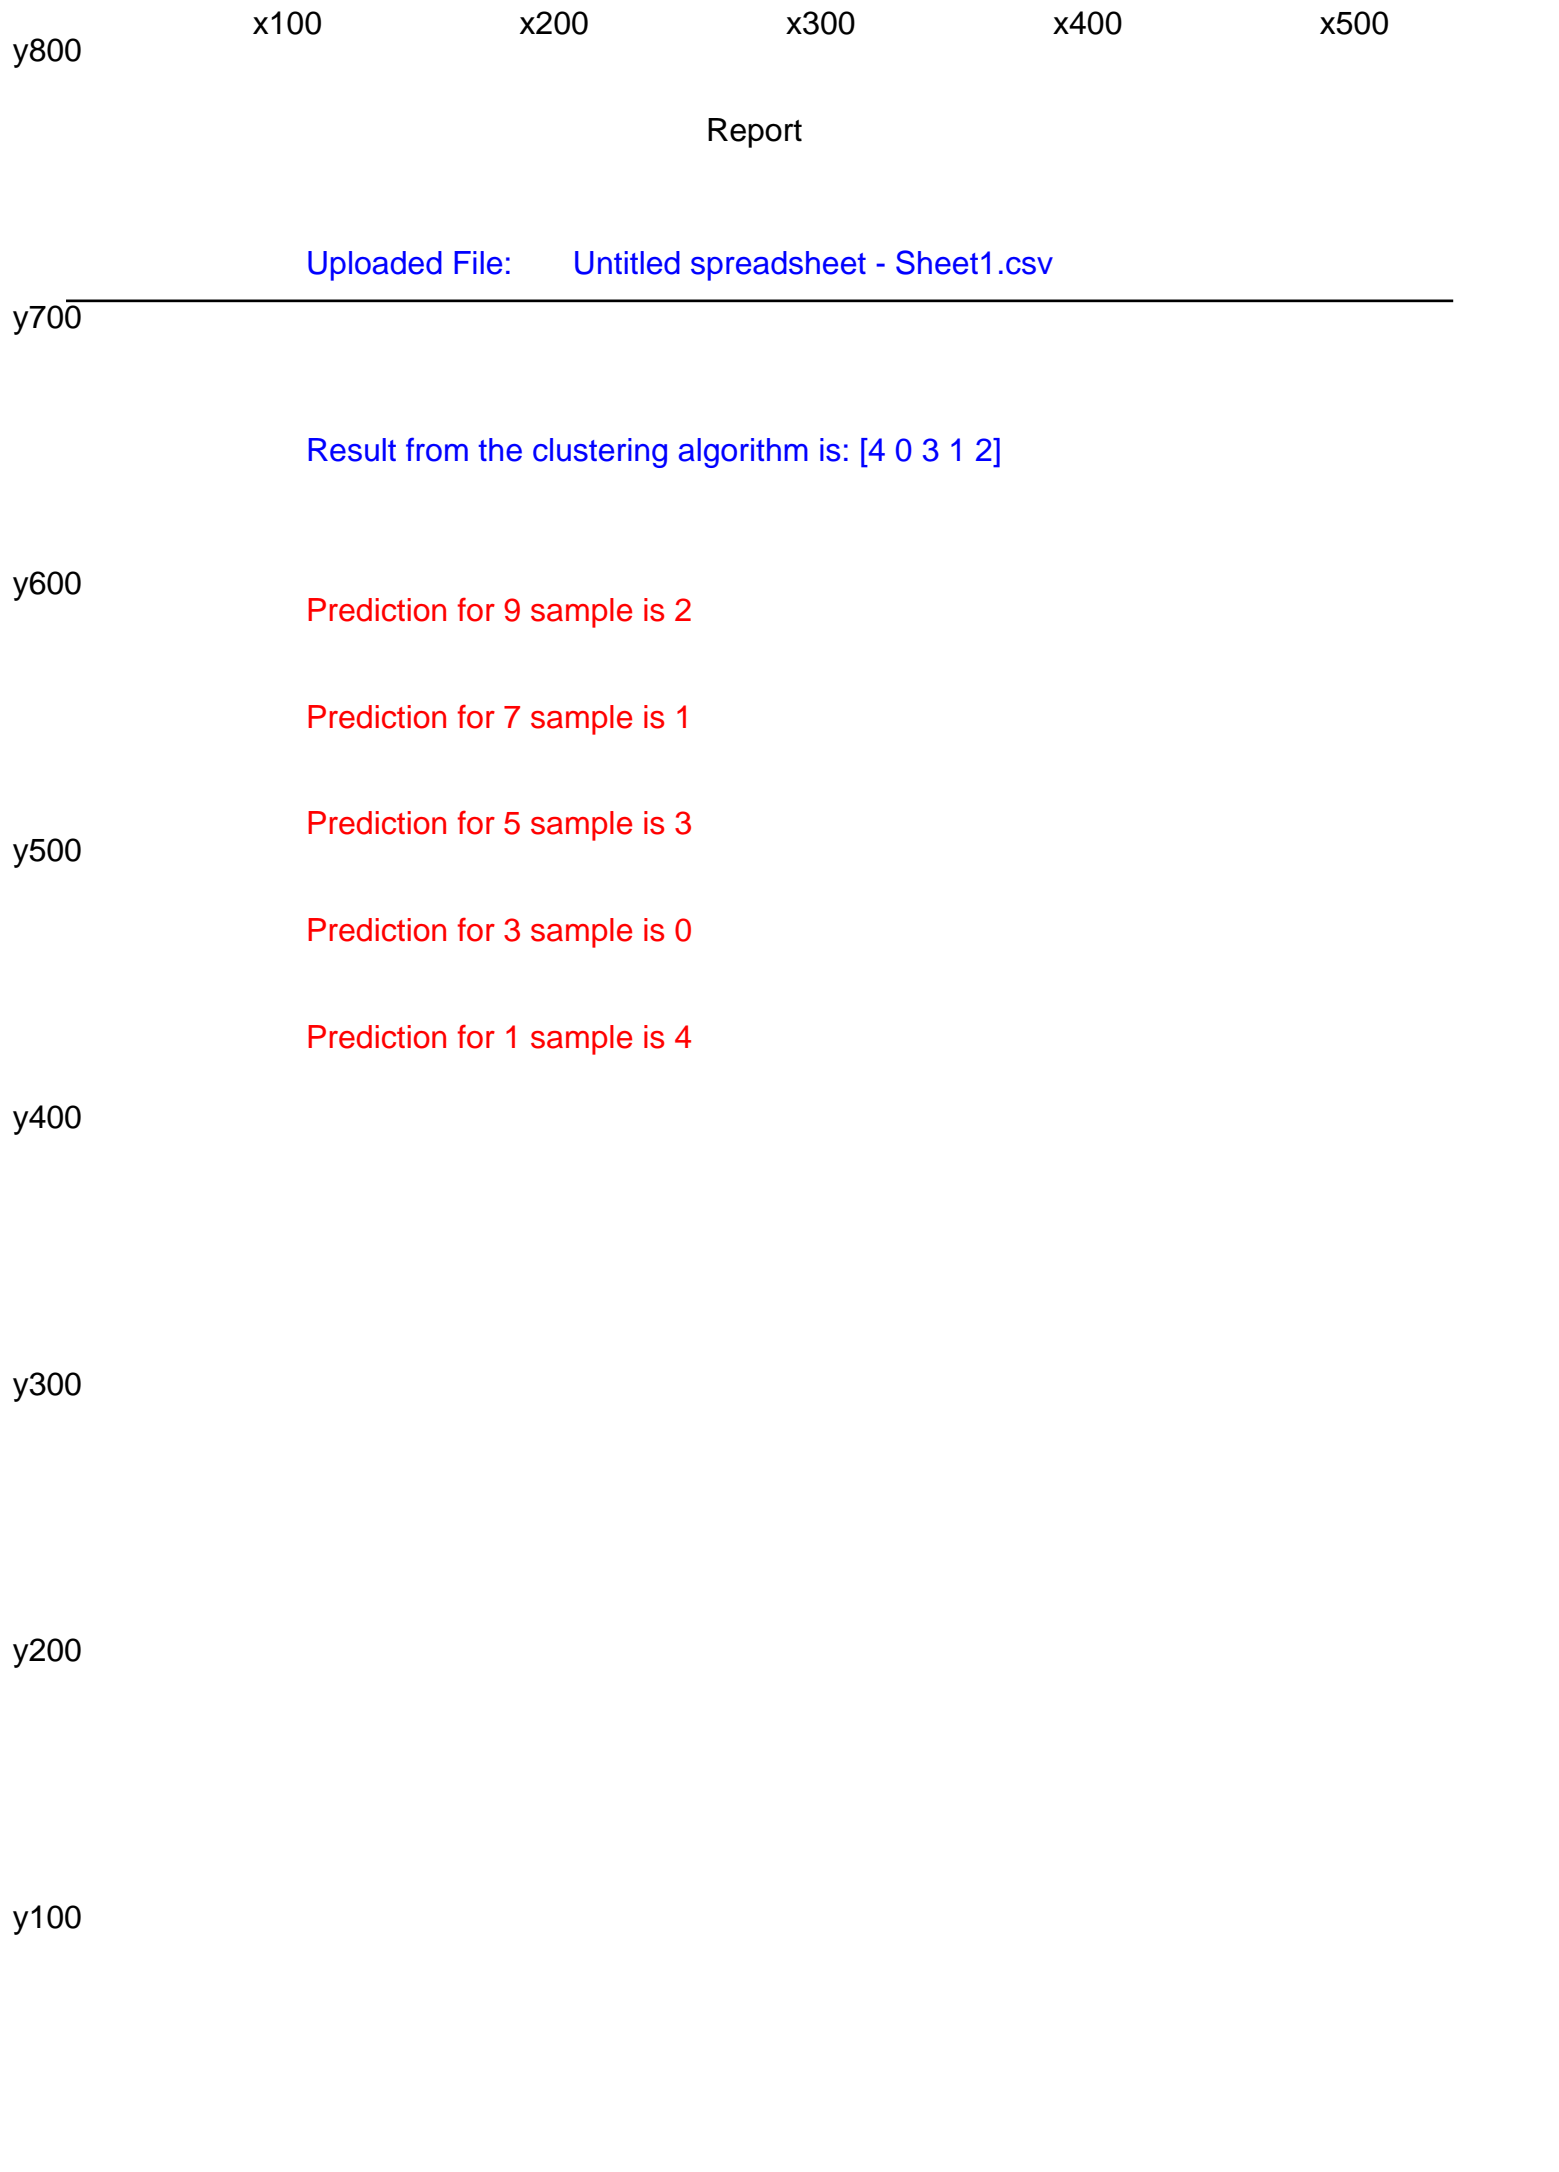 x100 x200 x300 x400 x500
y800
Report
Uploaded File: Untitled spreadsheet - Sheet1.csv
y700
Result from the clustering algorithm is: [4 0 3 1 2]
y600
Prediction for 9 sample is 2
Prediction for 7 sample is 1
Prediction for 5 sample is 3
y500
Prediction for 3 sample is 0
Prediction for 1 sample is 4
y400
y300
y200
y100